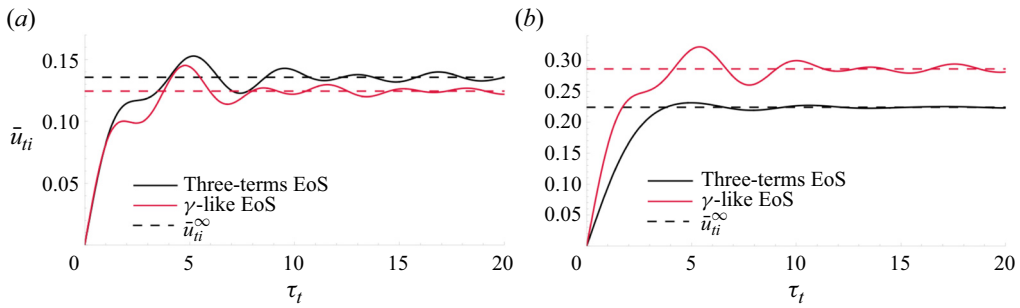 (a)
0.15
0.10
0.05
ū_ti
Three-terms EoS
γ-like EoS
ū_ti^∞
0 5 10 15 20
τ_t
(b)
0.30
0.25
0.20
0.15
0.10
0.05
Three-terms EoS
γ-like EoS
ū_ti^∞
0 5 10 15 20
τ_t